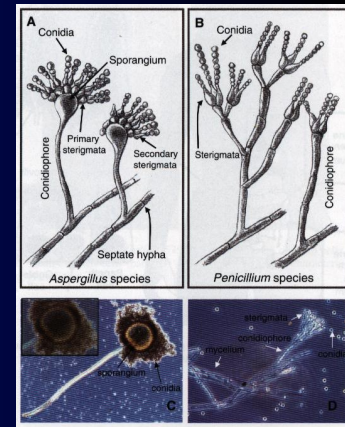 A
Conidia
Sporangium
Primary
sterigmata
Secondary
sterigmata
Conidiophore
Septate hypha
Aspergillus species
B
Conidia
Sterigmata
Conidiophore
Penicillium species
sporangium
conidia
C
sterigmata
conidiophore
mycelium
conidia
D